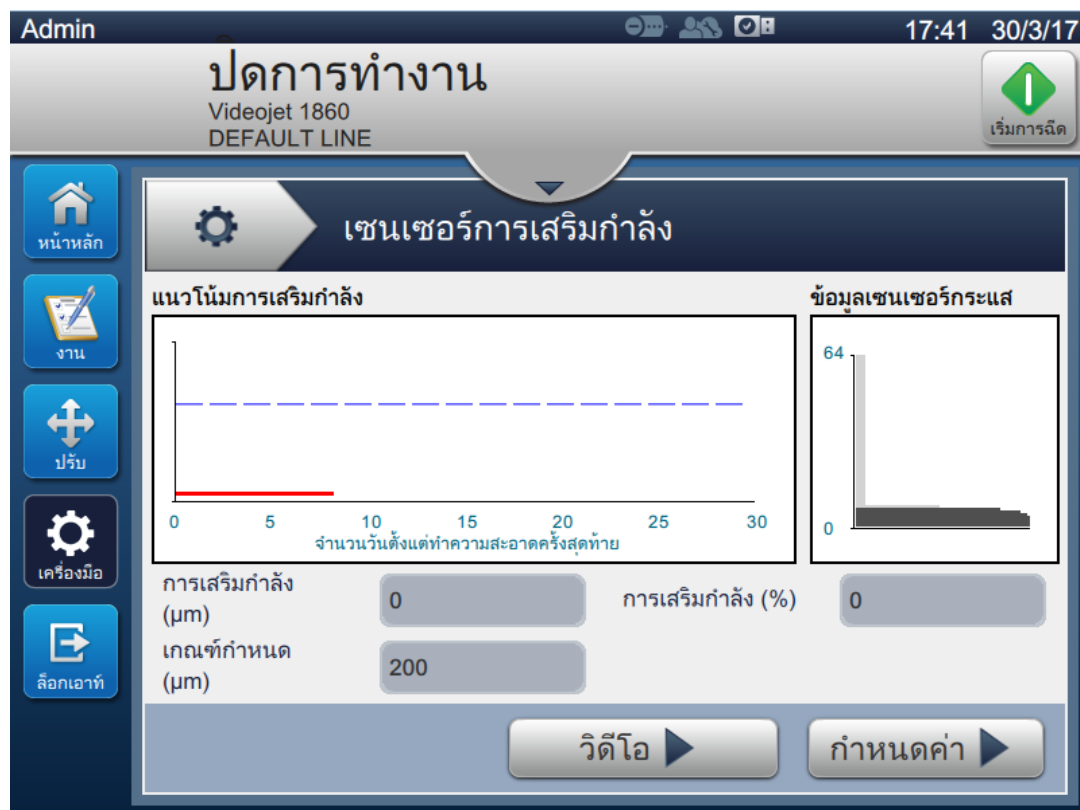 Admin
17:41 30/3/17
ปิดการทำงาน
Videojet 1860
DEFAULT LINE
เริ่มการฉีด
หน้าหลัก
งาน
ปรับ
เครื่องมือ
ล็อกเอาท์
เซนเซอร์การเสริมกำลัง
แนวโน้มการเสริมกำลัง
ข้อมูลเซนเซอร์กระแส
64
0
0 5 10 15 20 25 30
จำนวนวันตั้งแต่ทำความสะอาดครั้งสุดท้าย
การเสริมกำลัง
(µm)
0
การเสริมกำลัง (%)
0
เกณฑ์กำหนด
(µm)
200
วิดีโอ
กำหนดค่า